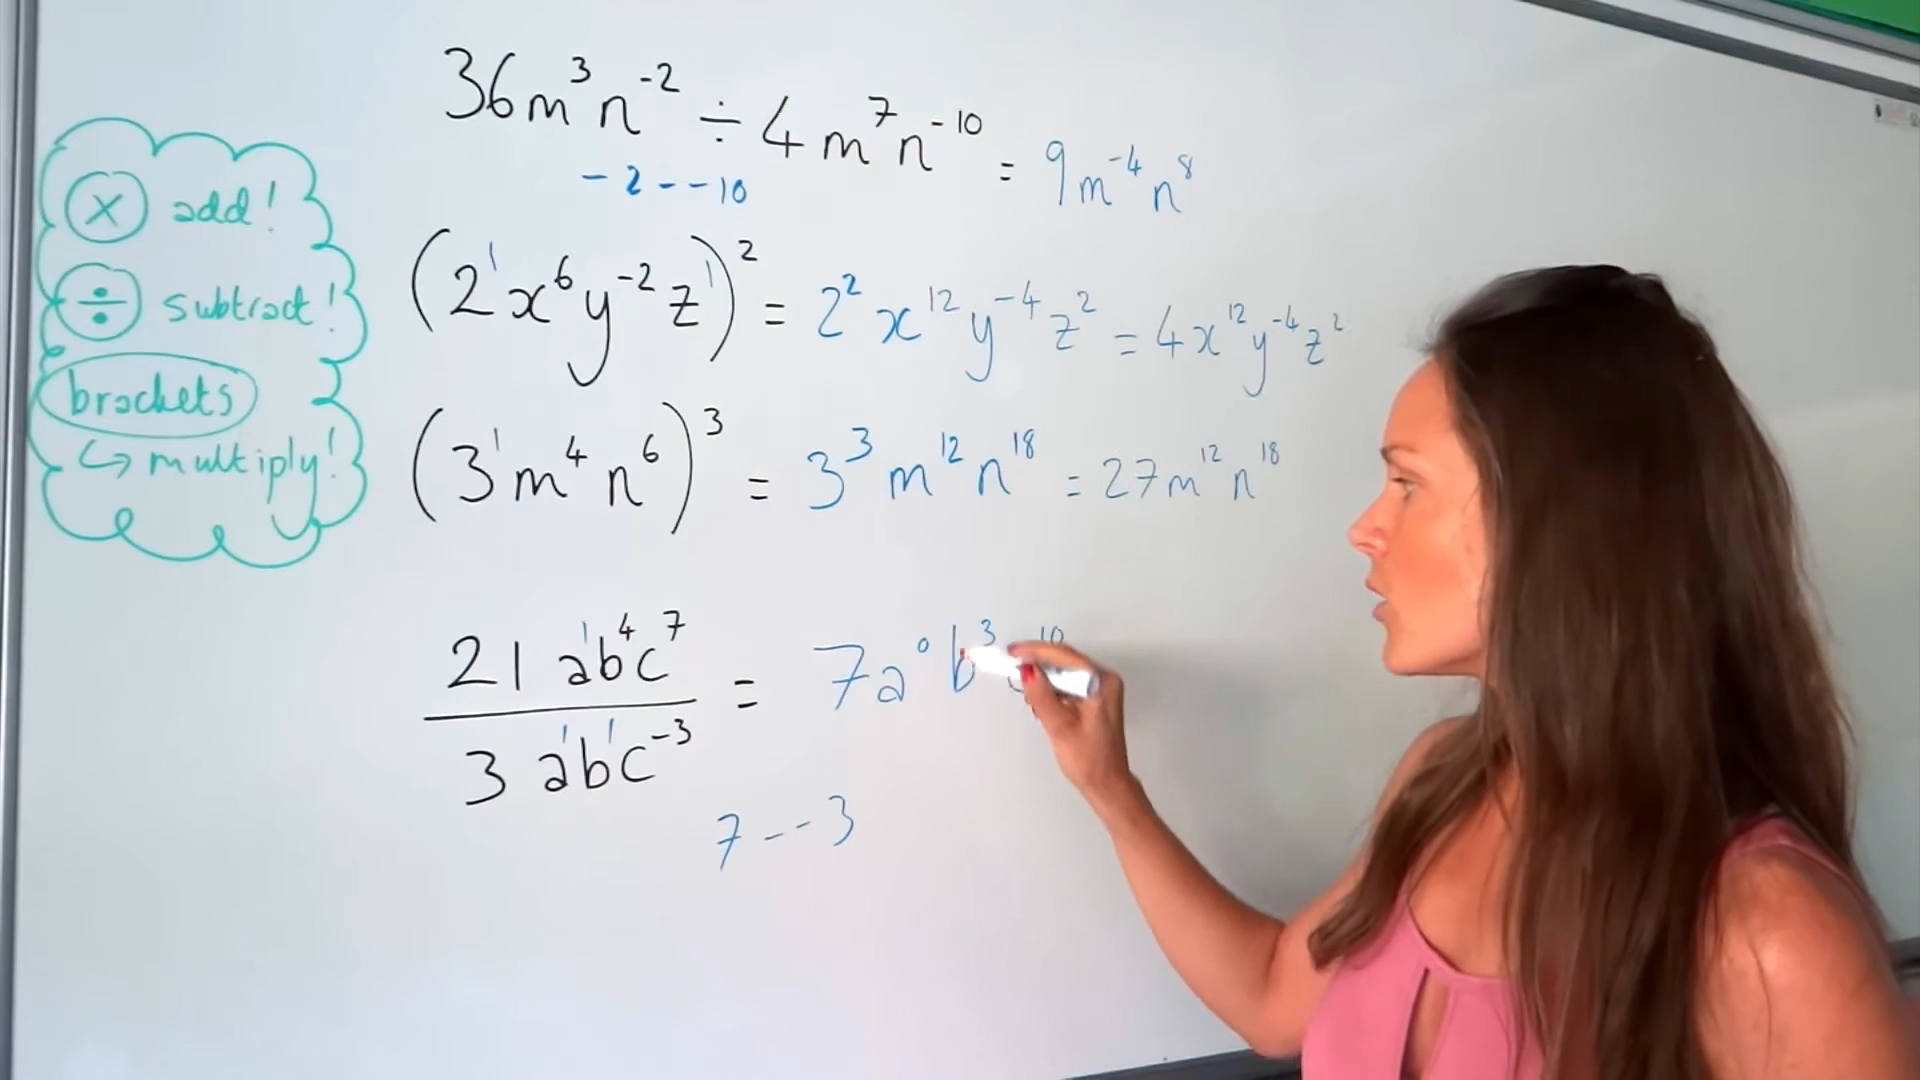 36m³n⁻² ÷ 4m⁷n⁻¹⁰ = 9m⁻⁴n⁸
-2--10
(2¹x⁶y⁻²z¹)² = 2²x¹²y⁻⁴z² = 4x¹²y⁻⁴z²
(3¹m⁴n⁶)³ = 3³m¹²n¹⁸ = 27m¹²n¹⁸
21a¹b⁴c⁷ / 3a¹b¹c⁻³ = 7a⁰b³ ¹⁰
7--3
× add!
÷ subtract!
brackets
↳ multiply!